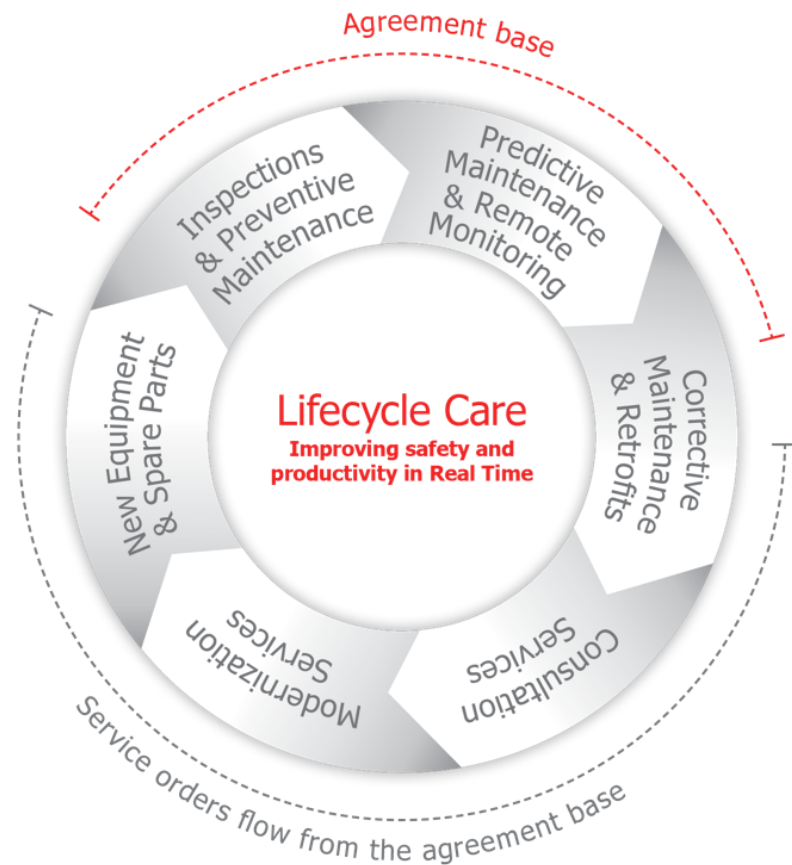 Agreement base
Inspections
& Preventive
Maintenance
Predictive
Maintenance
& Remote
Monitoring
Corrective
Maintenance
& Retrofits
Consultation
Services
Modernization
Services
New Equipment
& Spare Parts
Lifecycle Care
Improving safety and
productivity in Real Time
Service orders flow from the agreement base